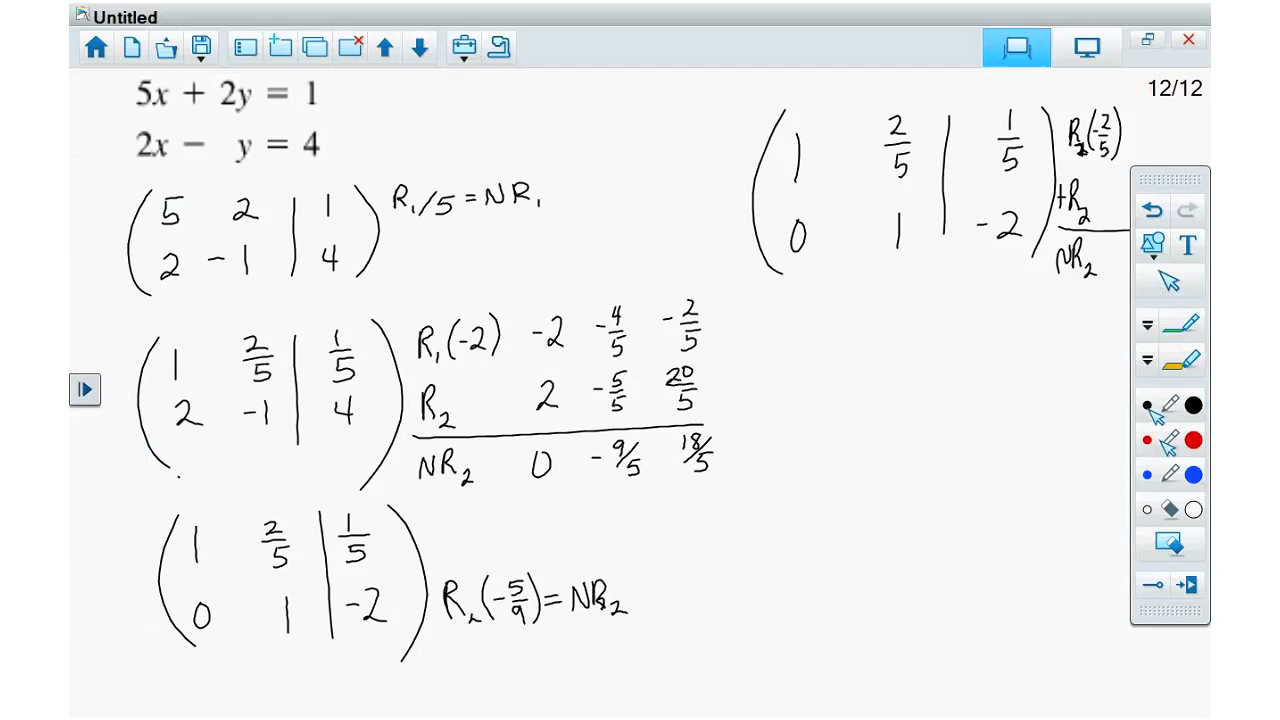 Untitled
12/12
5x + 2y = 1
2x − y = 4
5 2 | 1 R₁/5 = NR₁
2 -1 | 4
1 2/5 | 1/5 R₁(-2) -2 -4/5 -2/5
2 -1 | 4 R₂ 2 -5/5 20/5
NR₂ 0 -9/5 18/5
1 2/5 | 1/5
0 1 | -2 R₂(-5/9) = NR₂
1 2/5 | 1/5 R₂(-2/5)
0 1 | -2 +R₂
NR₂
T